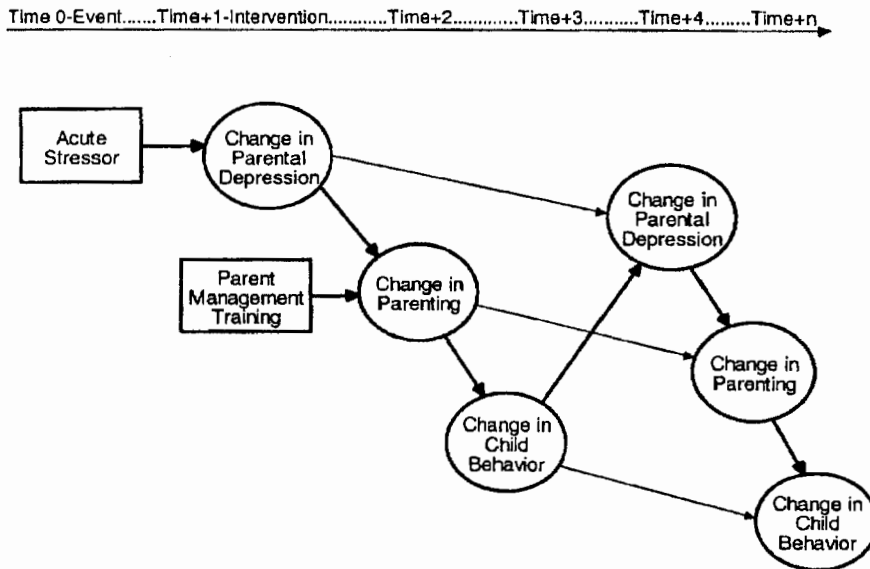 Time 0-Event......Time+1-Intervention............Time+2.............Time+3..........Time+4.........Time+n
Acute
Stressor
Change in
Parental
Depression
Change in
Parental
Depression
Parent
Management
Training
Change in
Parenting
Change in
Parenting
Change in
Child
Behavior
Change in
Child
Behavior